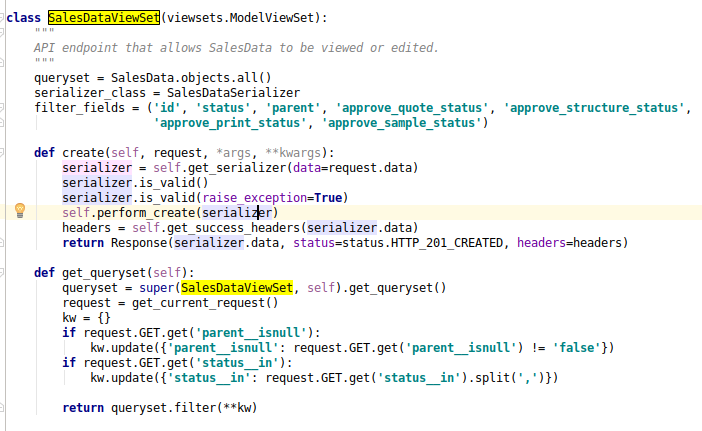 class SalesDataViewSet(viewsets.ModelViewSet):
    """
    API endpoint that allows SalesData to be viewed or edited.
    """
    queryset = SalesData.objects.all()
    serializer_class = SalesDataSerializer
    filter_fields = ('id', 'status', 'parent', 'approve_quote_status', 'approve_structure_status',
                     'approve_print_status', 'approve_sample_status')

    def create(self, request, *args, **kwargs):
        serializer = self.get_serializer(data=request.data)
        serializer.is_valid()
        serializer.is_valid(raise_exception=True)
        self.perform_create(serializer)
        headers = self.get_success_headers(serializer.data)
        return Response(serializer.data, status=status.HTTP_201_CREATED, headers=headers)

    def get_queryset(self):
        queryset = super(SalesDataViewSet, self).get_queryset()
        request = get_current_request()
        kw = {}
        if request.GET.get('parent__isnull'):
            kw.update({'parent__isnull': request.GET.get('parent__isnull') != 'false'})
        if request.GET.get('status__in'):
            kw.update({'status__in': request.GET.get('status__in').split(',')})

        return queryset.filter(**kw)